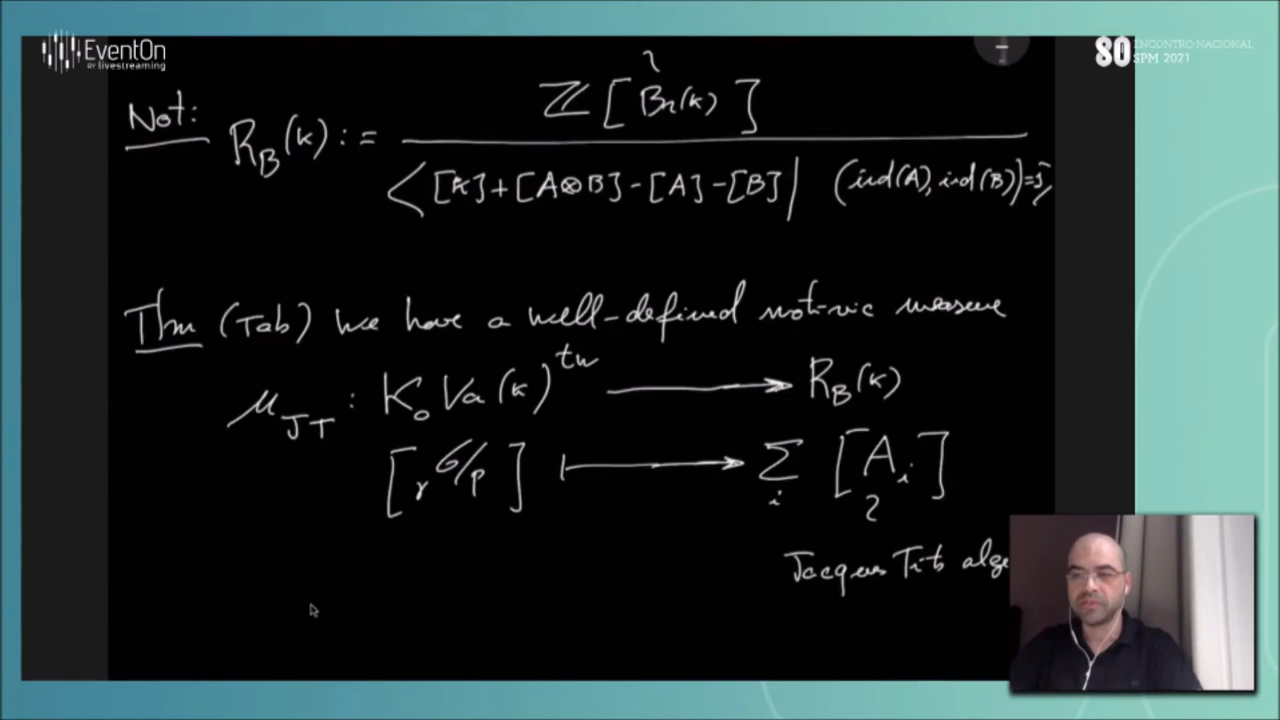 EventOn
BY livestreaming
80 ENCONTRO NACIONAL
SPM 2021
Not: R_B(k) := ℤ[Br(k)] / ⟨[k]+[A⊗B]-[A]-[B] | (ind(A), ind(B))=1⟩
Thm (Tab) We have a well-defined motivic measure
μ_JT : K_0 Var(k)^tw ⟶ R_B(k)
[_γ G/P] ⟼ Σ_i [A_i]
Jacques Tits alge